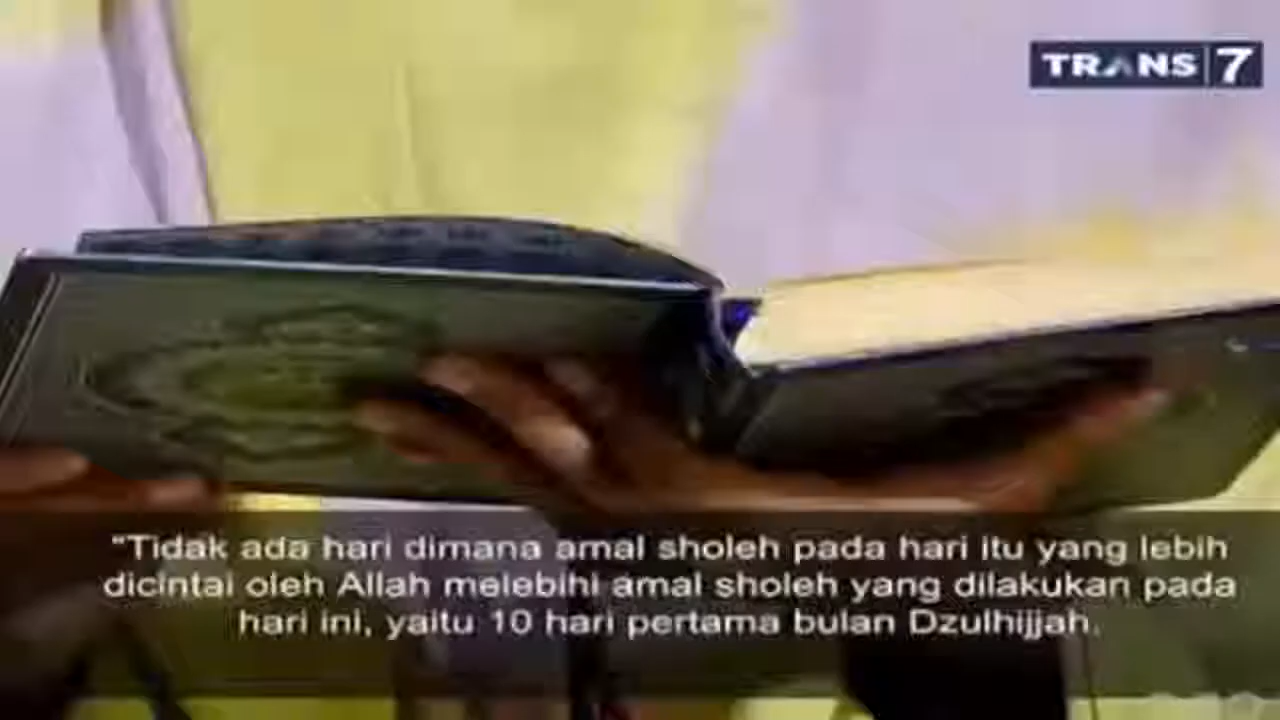 TRANS 7
"Tidak ada hari dimana amal sholeh pada hari itu yang lebih
dicintai oleh Allah melebihi amal sholeh yang dilakukan pada
hari ini, yaitu 10 hari pertama bulan Dzulhijjah.